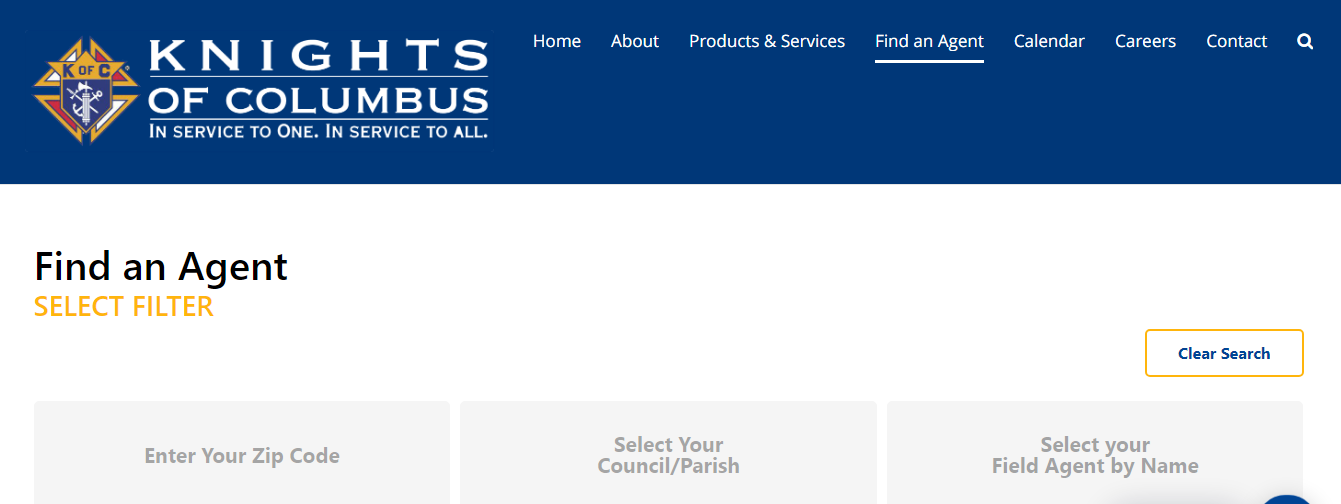 K OF C
KNIGHTS
OF COLUMBUS
IN SERVICE TO ONE. IN SERVICE TO ALL.
Home About Products & Services Find an Agent Calendar Careers Contact
Find an Agent
SELECT FILTER
Clear Search
Enter Your Zip Code
Select Your
Council/Parish
Select your
Field Agent by Name